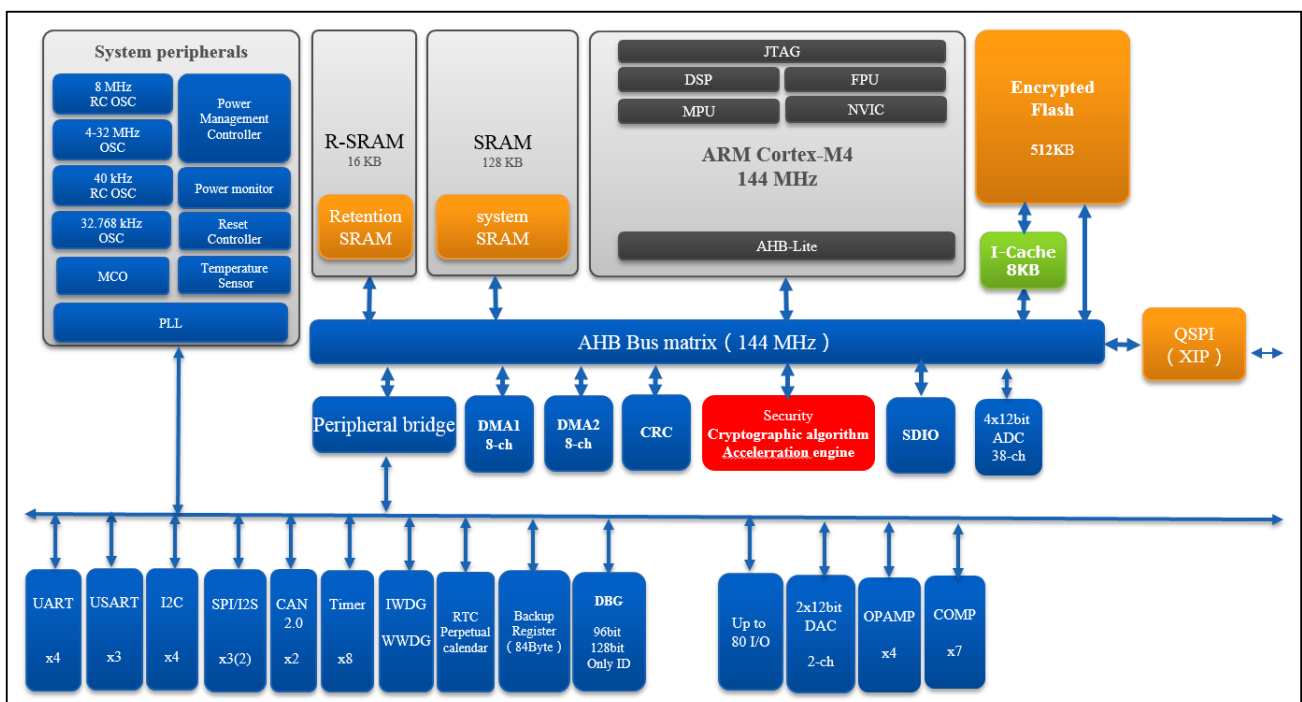 System peripherals
8 MHz
RC OSC
4-32 MHz
OSC
40 kHz
RC OSC
32.768 kHz
OSC
MCO
Power
Management
Controller
Power monitor
Reset
Controller
Temperature
Sensor
PLL
R-SRAM
16 KB
Retention
SRAM
SRAM
128 KB
system
SRAM
JTAG
DSP
FPU
MPU
NVIC
ARM Cortex-M4
144 MHz
AHB-Lite
Encrypted
Flash
512KB
I-Cache
8KB
AHB Bus matrix ( 144 MHz )
QSPI
( XIP )
Peripheral bridge
DMA1
8-ch
DMA2
8-ch
CRC
Security
Cryptographic algorithm
Accelerration engine
SDIO
4x12bit
ADC
38-ch
UART
x4
USART
x3
I2C
x4
SPI/I2S
x3(2)
CAN
2.0
x2
Timer
x8
IWDG
WWDG
RTC
Perpetual
calendar
Backup
Register
( 84Byte )
DBG
96bit
128bit
Only ID
Up to
80 I/O
2x12bit
DAC
2-ch
OPAMP
x4
COMP
x7